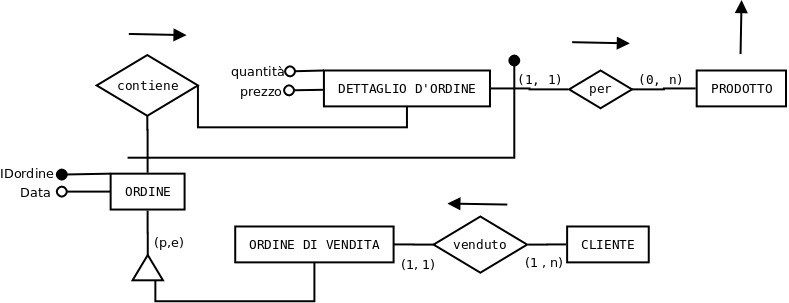 contiene
quantità
prezzo
DETTAGLIO D'ORDINE
(1, 1)
per
(0, n)
PRODOTTO
IDordine
Data
ORDINE
(p,e)
ORDINE DI VENDITA
(1, 1)
venduto
(1 , n)
CLIENTE